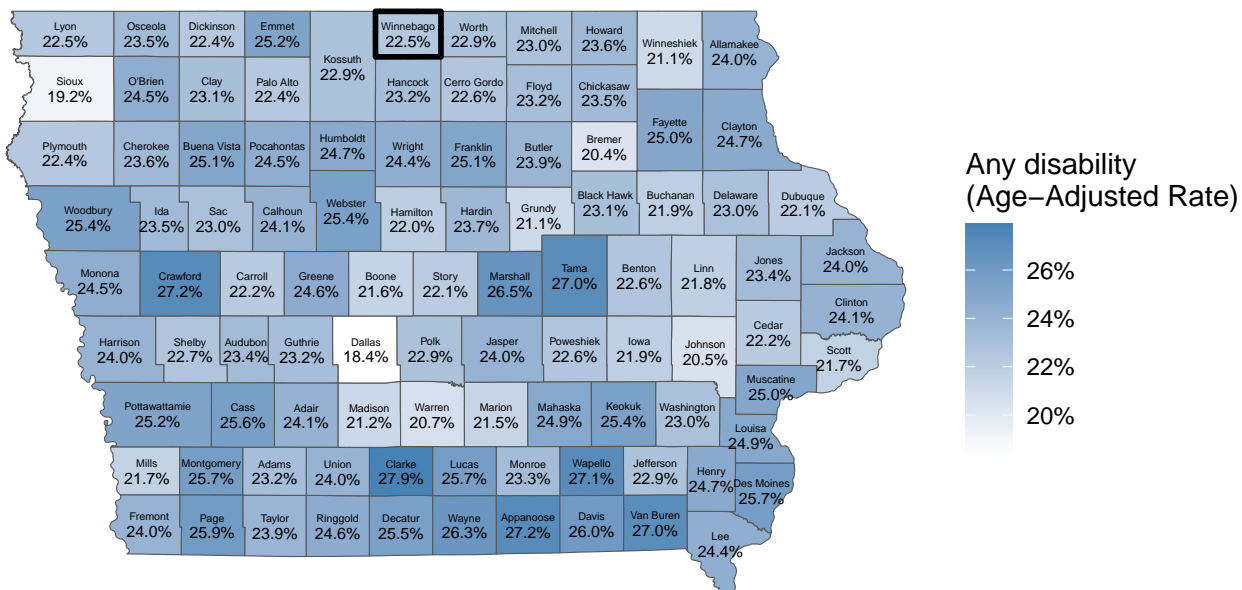 Lyon
22.5%
Osceola
23.5%
Dickinson
22.4%
Emmet
25.2%
Kossuth
22.9%
Winnebago
22.5%
Worth
22.9%
Mitchell
23.0%
Howard
23.6%
Winneshiek
21.1%
Allamakee
24.0%
Sioux
19.2%
O'Brien
24.5%
Clay
23.1%
Palo Alto
22.4%
Hancock
23.2%
Cerro Gordo
22.6%
Floyd
23.2%
Chickasaw
23.5%
Plymouth
22.4%
Cherokee
23.6%
Buena Vista
25.1%
Pocahontas
24.5%
Humboldt
24.7%
Wright
24.4%
Franklin
25.1%
Butler
23.9%
Bremer
20.4%
Fayette
25.0%
Clayton
24.7%
Woodbury
25.4%
Ida
23.5%
Sac
23.0%
Calhoun
24.1%
Webster
25.4%
Hamilton
22.0%
Hardin
23.7%
Grundy
21.1%
Black Hawk
23.1%
Buchanan
21.9%
Delaware
23.0%
Dubuque
22.1%
Monona
24.5%
Crawford
27.2%
Carroll
22.2%
Greene
24.6%
Boone
21.6%
Story
22.1%
Marshall
26.5%
Tama
27.0%
Benton
22.6%
Linn
21.8%
Jones
23.4%
Jackson
24.0%
Clinton
24.1%
Harrison
24.0%
Shelby
22.7%
Audubon
23.4%
Guthrie
23.2%
Dallas
18.4%
Polk
22.9%
Jasper
24.0%
Poweshiek
22.6%
Iowa
21.9%
Johnson
20.5%
Cedar
22.2%
Scott
21.7%
Muscatine
25.0%
Pottawattamie
25.2%
Cass
25.6%
Adair
24.1%
Madison
21.2%
Warren
20.7%
Marion
21.5%
Mahaska
24.9%
Keokuk
25.4%
Washington
23.0%
Louisa
24.9%
Mills
21.7%
Montgomery
25.7%
Adams
23.2%
Union
24.0%
Clarke
27.9%
Lucas
25.7%
Monroe
23.3%
Wapello
27.1%
Jefferson
22.9%
Henry
24.7%
Des Moines
25.7%
Fremont
24.0%
Page
25.9%
Taylor
23.9%
Ringgold
24.6%
Decatur
25.5%
Wayne
26.3%
Appanoose
27.2%
Davis
26.0%
Van Buren
27.0%
Lee
24.4%
Any disability
(Age−Adjusted Rate)
26%
24%
22%
20%